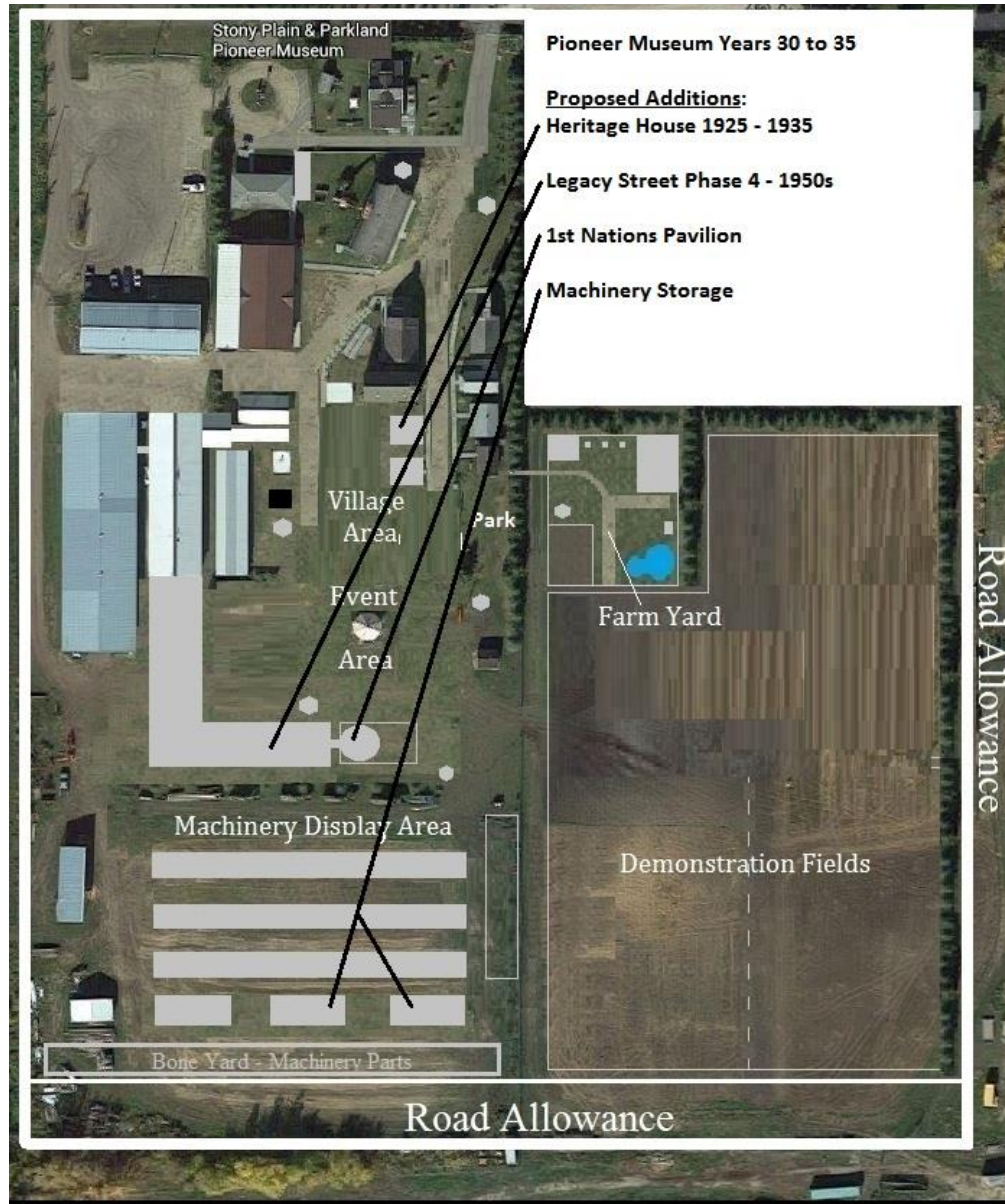 Stony Plain & Parkland
Pioneer Museum
Pioneer Museum Years 30 to 35
Proposed Additions:
Heritage House 1925 - 1935
Legacy Street Phase 4 - 1950s
1st Nations Pavilion
Machinery Storage
Village
Area
Park
Event
Area
Farm Yard
Road Allowance
Machinery Display Area
Demonstration Fields
Bone Yard - Machinery Parts
Road Allowance